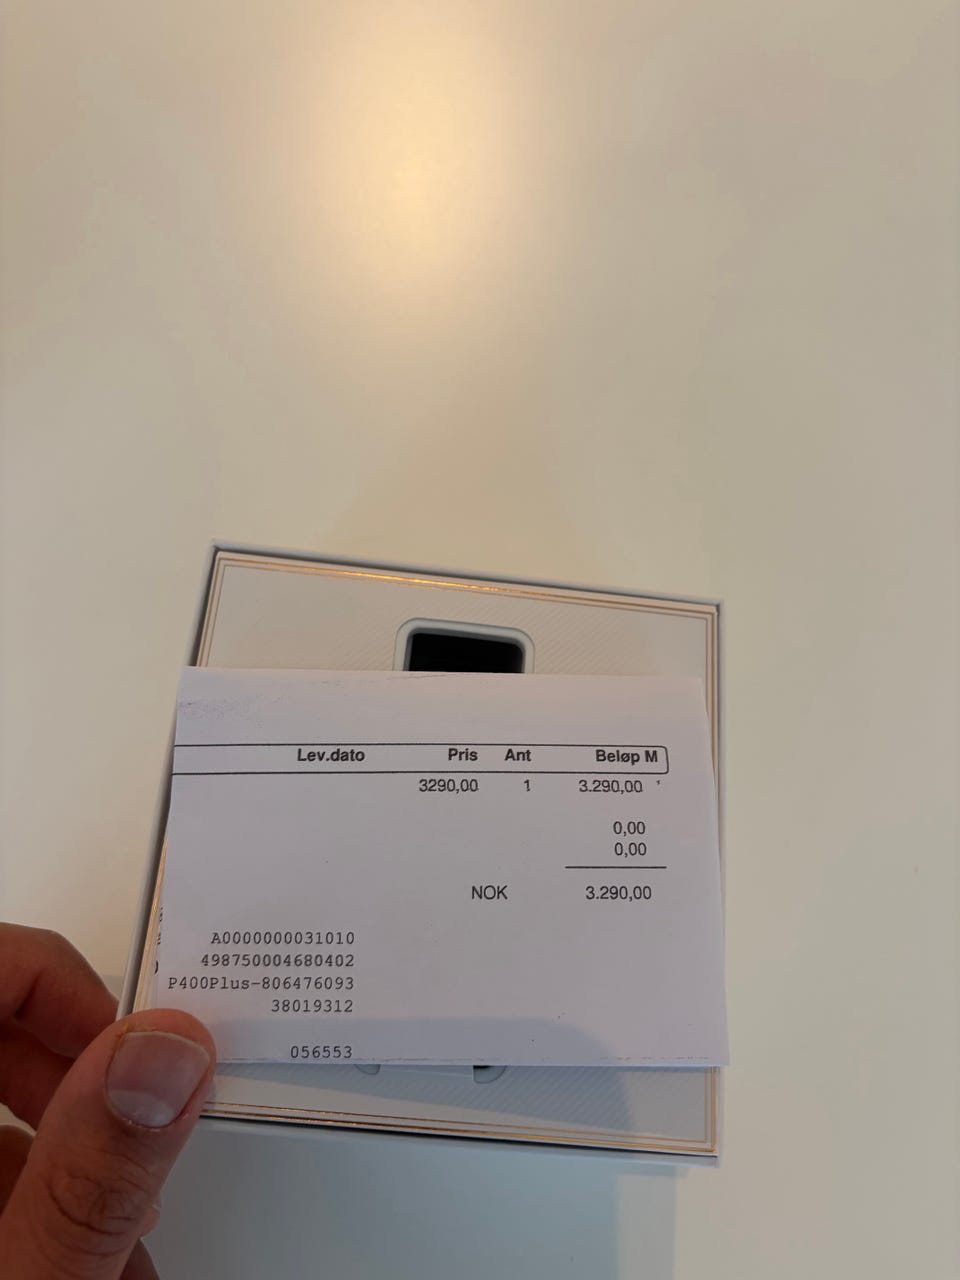 Lev.dato Pris Ant Beløp M
3290,00 1 3.290,00
0,00
0,00
NOK 3.290,00
A0000000031010
498750004680402
P400Plus-806476093
38019312
056553